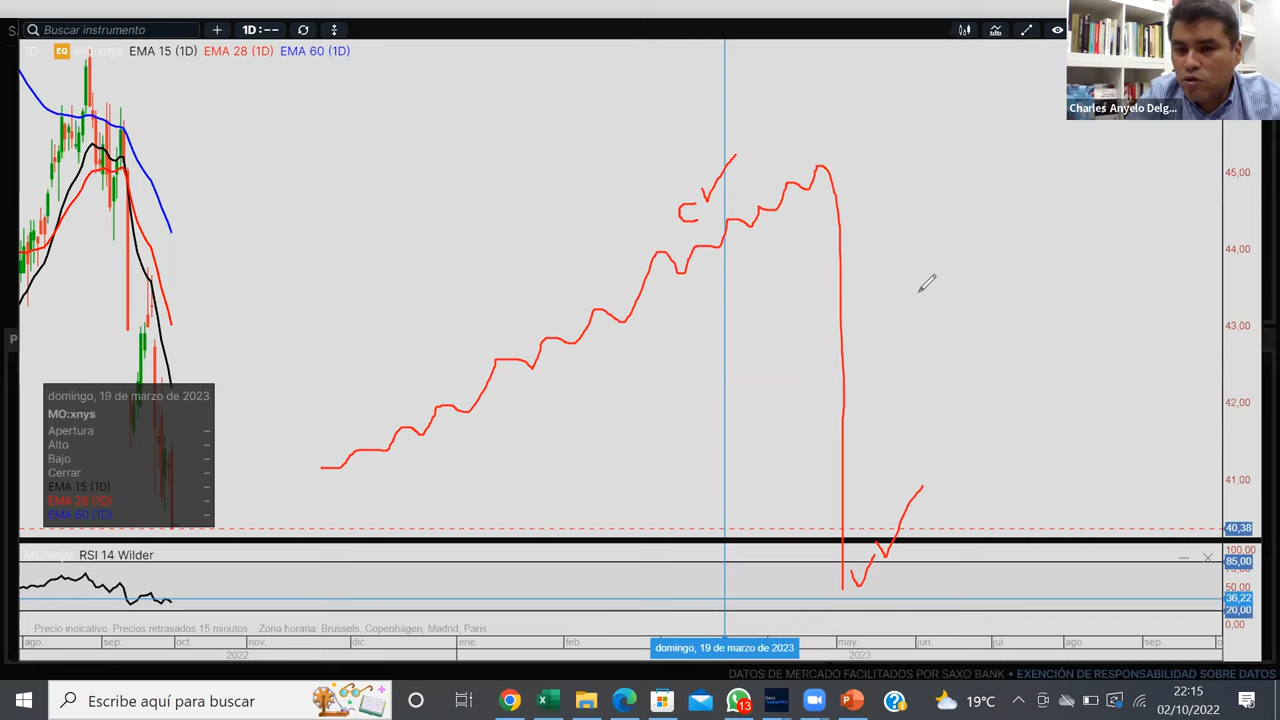 Buscar instrumento
1D:--
1D EQ MO:xnys EMA 15 (1D) EMA 28 (1D) EMA 60 (1D)
Charles Anyelo Delg...
C
45,00
44,00
43,00
42,00
41,00
40,38
domingo, 19 de marzo de 2023
MO:xnys
Apertura –
Alto –
Bajo –
Cerrar –
EMA 15 (1D) –
EMA 28 (1D) –
EMA 60 (1D) –
MO:xnys RSI 14 Wilder
100,00
85,00
50,00
36,22
20,00
0,00
Precio indicativo. Precios retrasados 15 minutos Zona horaria: Brussels, Copenhagen, Madrid, Paris
ago. sep. oct. nov. dic. ene. feb. domingo, 19 de marzo de 2023 may. jun. jul. ago. sep.
2022 2023
DATOS DE MERCADO FACILITADOS POR SAXO BANK • EXENCIÓN DE RESPONSABILIDAD SOBRE DATOS
Escribe aquí para buscar
13
19°C
22:15
02/10/2022